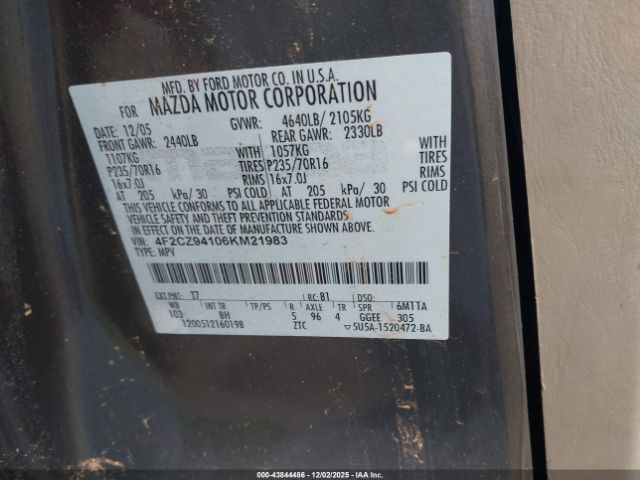 MFD. BY FORD MOTOR CO. IN U.S.A.
FOR MAZDA MOTOR CORPORATION
DATE: 12/05 GVWR: 4640LB/ 2105KG
FRONT GAWR: 2440LB REAR GAWR: 2330LB
1107KG WITH 1057KG WITH
P235/70R16 TIRES P235/70R16 TIRES
16x7.0J RIMS 16x7.0J RIMS
AT 205 kPa/ 30 PSI COLD AT 205 kPa/ 30 PSI COLD
THIS VEHICLE CONFORMS TO ALL APPLICABLE FEDERAL MOTOR
VEHICLE SAFETY AND THEFT PREVENTION STANDARDS
IN EFFECT ON THE DATE OF MANUFACTURE SHOWN ABOVE.
VIN: 4F2CZ94106KM21983
TYPE: MPV
EXT PNT: T7 RC: 81 DSO:
WB INT TR TP/PS R AXLE TR SPR 6M11A
103 BH 5 96 4 GGEE 305
1200512160198 ZTC 5U5A-1520472-BA
000-43844486 - 12/02/2025 - IAA Inc.